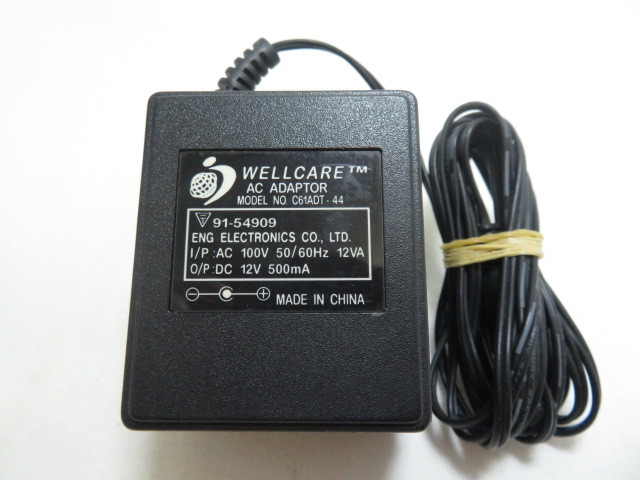 WELLCARE™
AC ADAPTOR
MODEL NO. C61ADT-44
91-54909
ENG ELECTRONICS CO., LTD.
I/P:AC 100V 50/60Hz 12VA
O/P:DC 12V 500mA
MADE IN CHINA